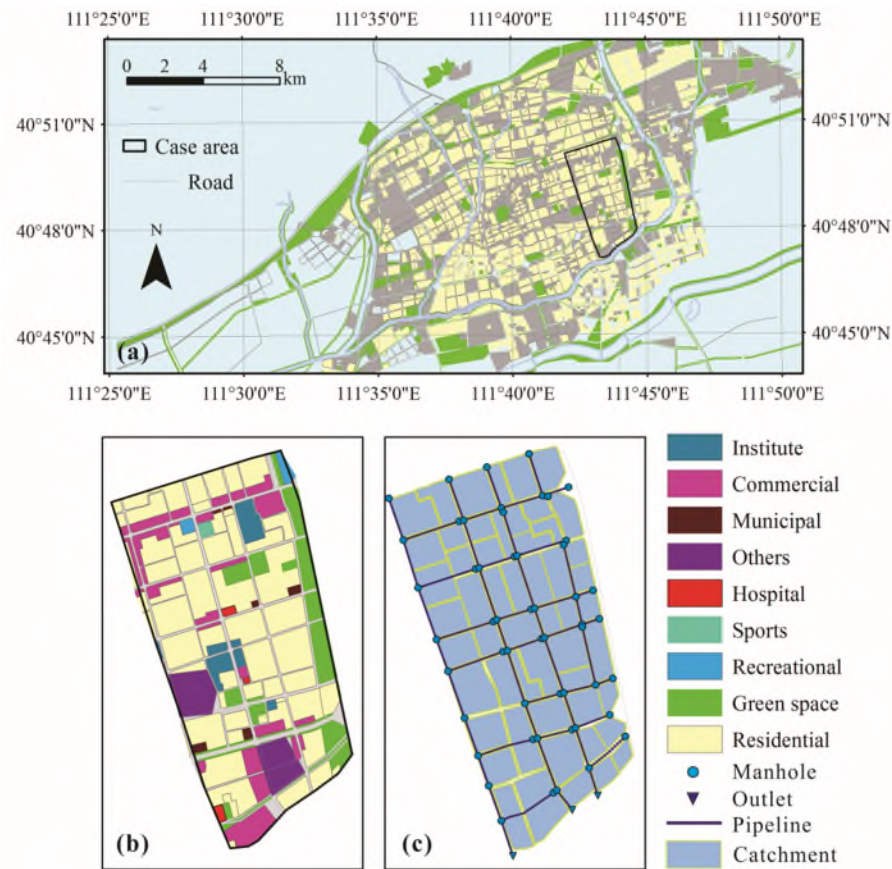 111°25'0"E 111°30'0"E 111°35'0"E 111°40'0"E 111°45'0"E 111°50'0"E
0 2 4 8
km
40°51'0"N 40°51'0"N
Case area
Road
40°48'0"N 40°48'0"N
N
40°45'0"N 40°45'0"N
(a)
111°25'0"E 111°30'0"E 111°35'0"E 111°40'0"E 111°45'0"E 111°50'0"E
Institute
Commercial
Municipal
Others
Hospital
Sports
Recreational
Green space
Residential
Manhole
Outlet
Pipeline
Catchment
(b)
(c)